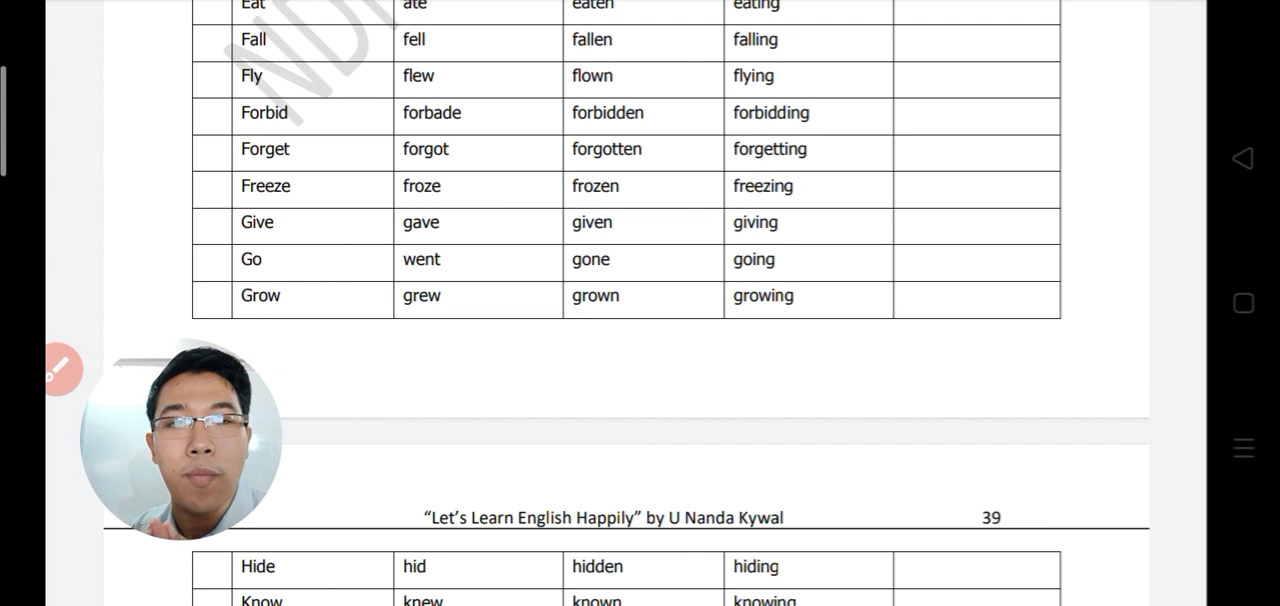 Eat ate eaten eating
Fall fell fallen falling
Fly flew flown flying
Forbid forbade forbidden forbidding
Forget forgot forgotten forgetting
Freeze froze frozen freezing
Give gave given giving
Go went gone going
Grow grew grown growing
“Let’s Learn English Happily” by U Nanda Kywal 39
Hide hid hidden hiding
Know knew known knowing